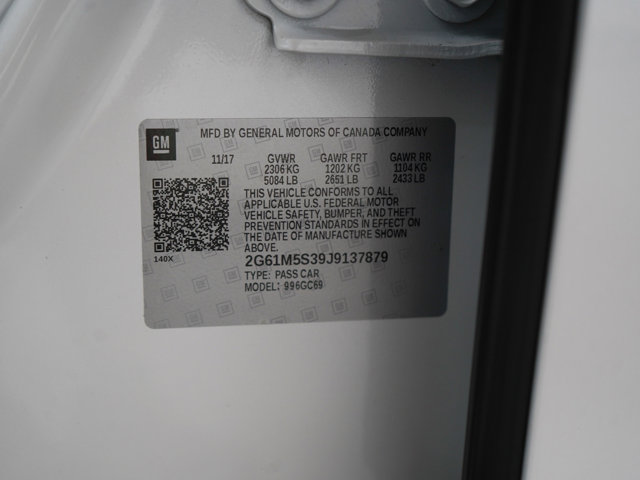 GM
MFD BY GENERAL MOTORS OF CANADA COMPANY
11/17 GVWR GAWR FRT GAWR RR
2306 KG 1202 KG 1104 KG
5084 LB 2651 LB 2433 LB
THIS VEHICLE CONFORMS TO ALL
APPLICABLE U.S. FEDERAL MOTOR
VEHICLE SAFETY, BUMPER, AND THEFT
PREVENTION STANDARDS IN EFFECT ON
THE DATE OF MANUFACTURE SHOWN
ABOVE.
140X
2G61M5S39J9137879
TYPE: PASS CAR
MODEL: 996GC69